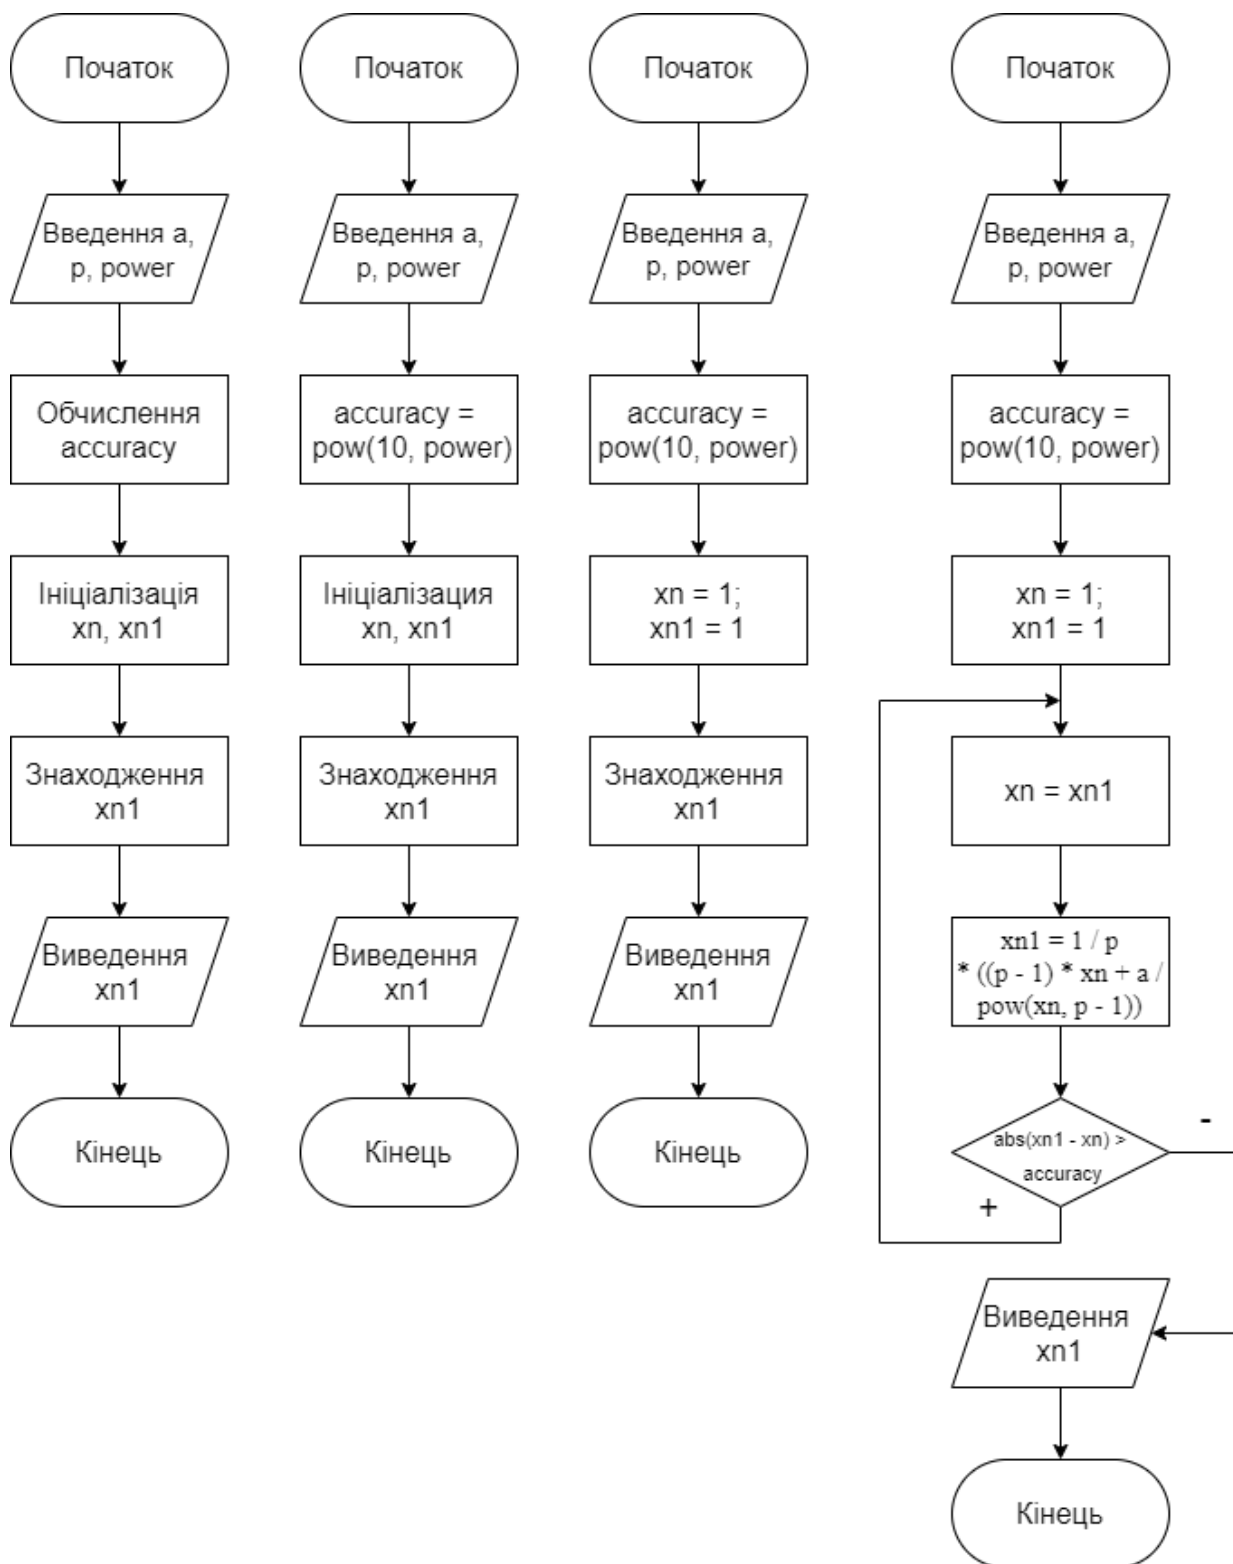 Початок
Введення a,
p, power
Обчислення
accuracy
Ініціалізація
xn, xn1
Знаходження
xn1
Виведення
xn1
Кінець
Початок
Введення a,
p, power
accuracy =
pow(10, power)
Ініціалізация
xn, xn1
Знаходження
xn1
Виведення
xn1
Кінець
Початок
Введення a,
p, power
accuracy =
pow(10, power)
xn = 1;
xn1 = 1
Знаходження
xn1
Виведення
xn1
Кінець
Початок
Введення a,
p, power
accuracy =
pow(10, power)
xn = 1;
xn1 = 1
xn = xn1
xn1 = 1 / p
* ((p - 1) * xn + a /
pow(xn, p - 1))
abs(xn1 - xn) >
accuracy
-
+
Виведення
xn1
Кінець